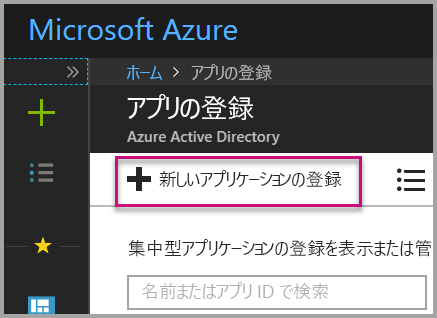 Microsoft Azure
ホーム > アプリの登録
アプリの登録
Azure Active Directory
新しいアプリケーションの登録
集中型アプリケーションの登録を表示または管
名前またはアプリ ID で検索